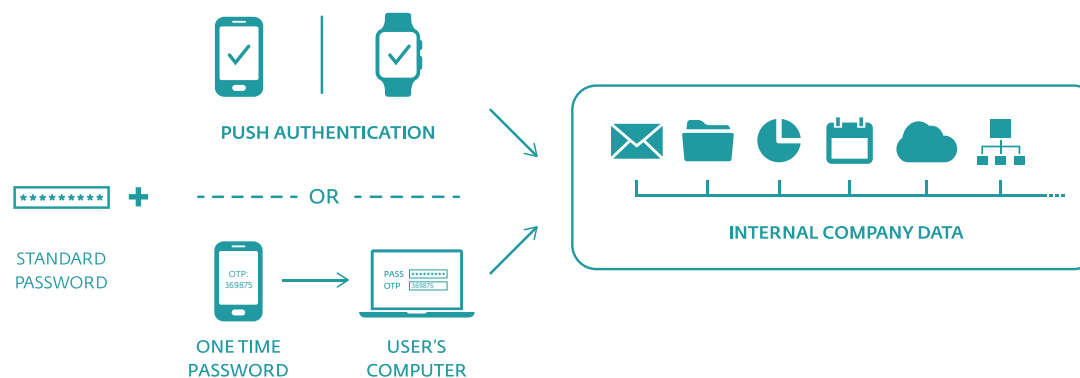 PUSH AUTHENTICATION
*********
OR
STANDARD
PASSWORD
OTP:
369875
PASS *********
OTP 369875
ONE TIME
PASSWORD
USER'S
COMPUTER
INTERNAL COMPANY DATA